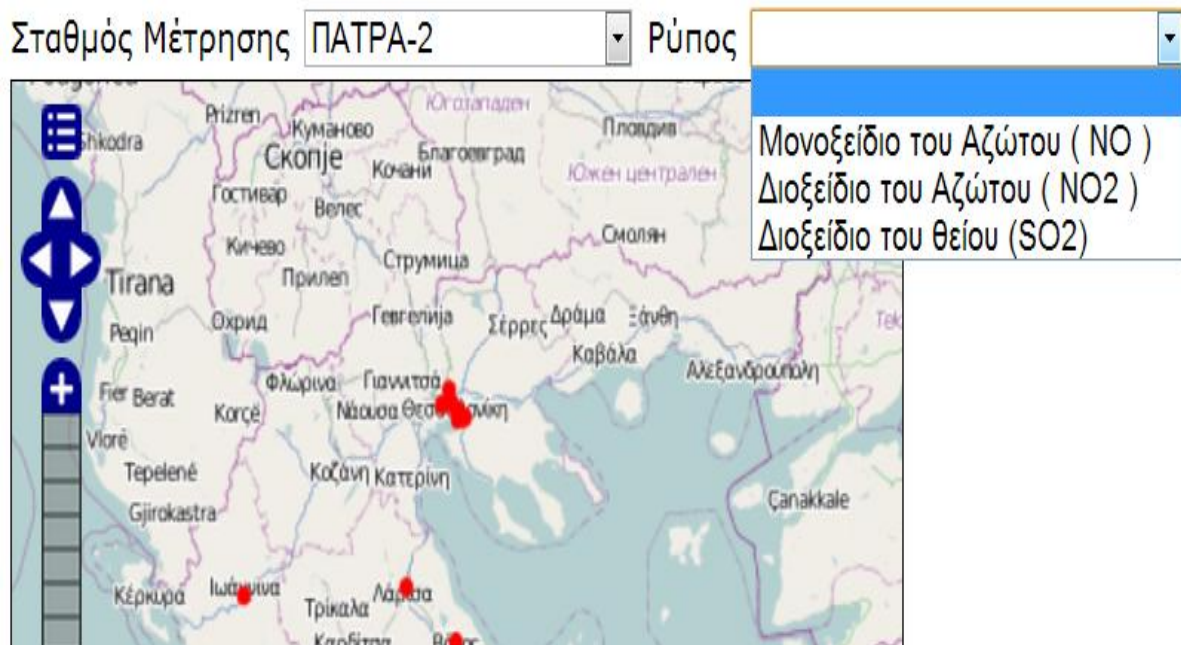 Σταθμός Μέτρησης ΠΑΤΡΑ-2 Ρύπος
Μονοξείδιο του Αζώτου ( NO )
Διοξείδιο του Αζώτου ( NO2 )
Διοξείδιο του θείου (SO2)
Prizren
Куманово
Југозападен
Пловдив
Shkodra
Скопје
Кочани
Благоевград
Южен централен
Гостивар
Велес
Смолян
Кичево
Струмица
Прилеп
Tirana
Peqin
Охрид
Гевгелија
Σέρρες
Δράμα
Ξάνθη
Καβάλα
Αλεξανδρούπολη
Φλώρινα
Γιαννιτσά
Fier
Berat
Korçë
Νάουσα
Vlorë
Tepelenë
Κοζάνη
Κατερίνη
Gjirokastra
Çanakkale
Κέρκυρα
Ιωάννινα
Λάρισα
Τρίκαλα